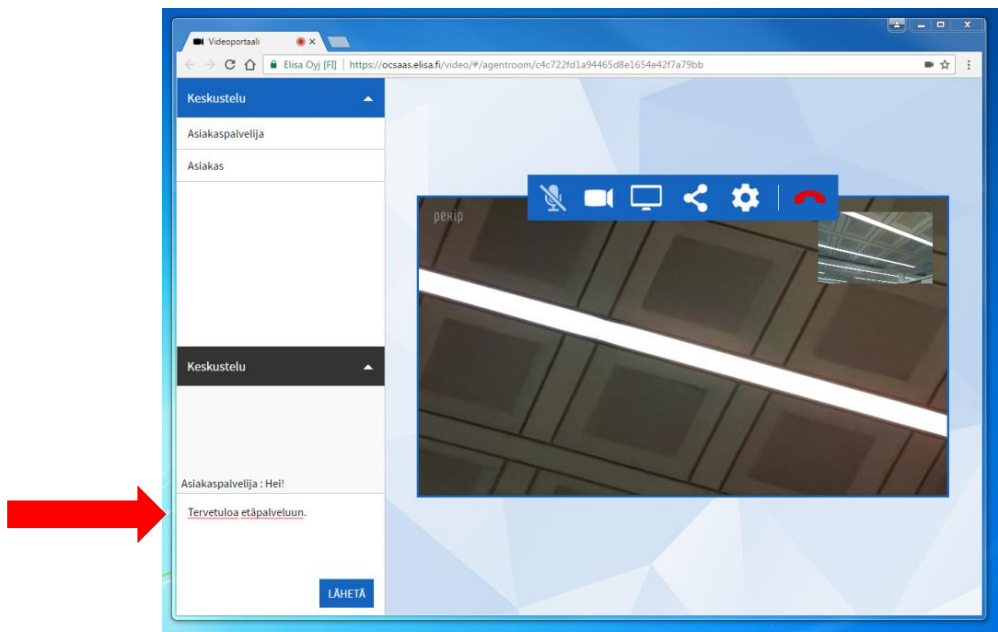 Videoportaali
Elisa Oyj [FI] https://ocsaas.elisa.fi/video/#/agentroom/c4c722fd1a94465d8e1654e42f7a79bb
Keskustelu
Asiakaspalvelija
Asiakas
Keskustelu
Asiakaspalvelija : Hei!
Tervetuloa etäpalveluun.
LÄHETÄ